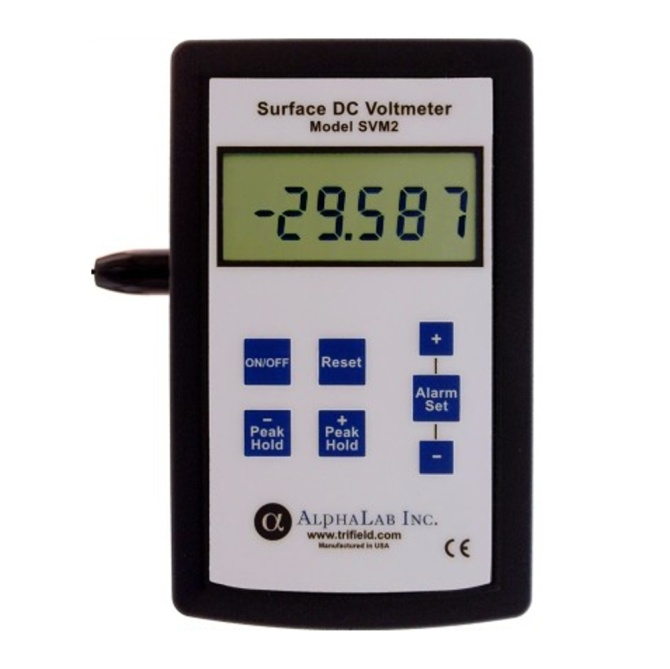 Surface DC Voltmeter
Model SVM2
-29.587
ON/OFF
Reset
+
Alarm
Set
-
–
Peak
Hold
+
Peak
Hold
α ALPHALAB INC.
www.trifield.com
Manufactured in USA
CE